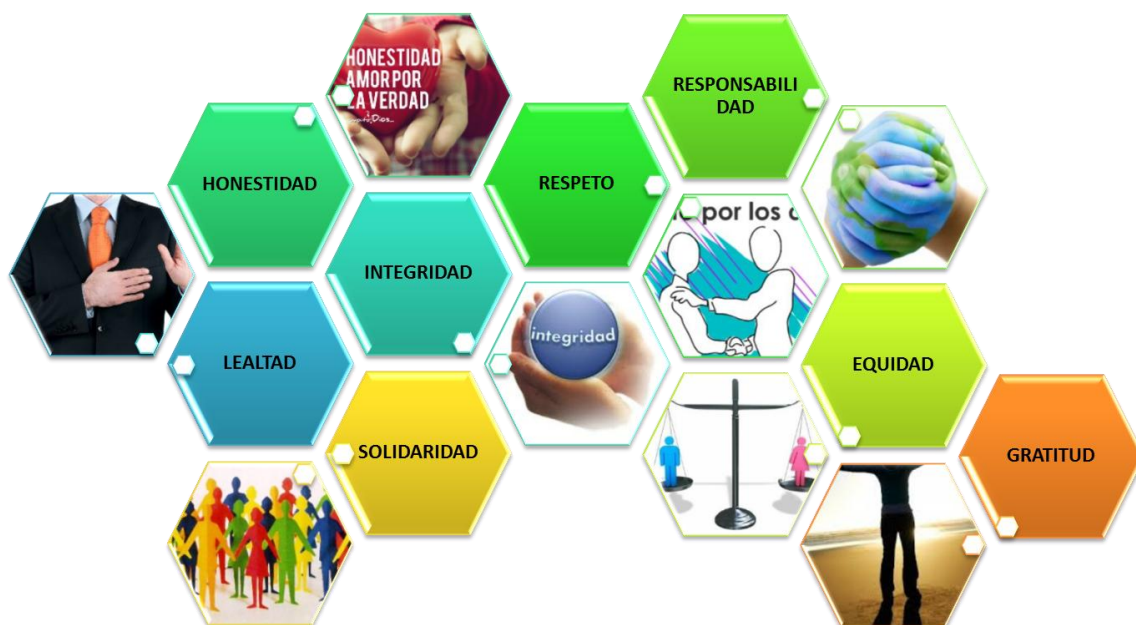 HONESTIDAD
AMOR POR
LA VERDAD
RESPONSABILI
DAD
HONESTIDAD
RESPETO
por los
INTEGRIDAD
integridad
LEALTAD
EQUIDAD
SOLIDARIDAD
GRATITUD